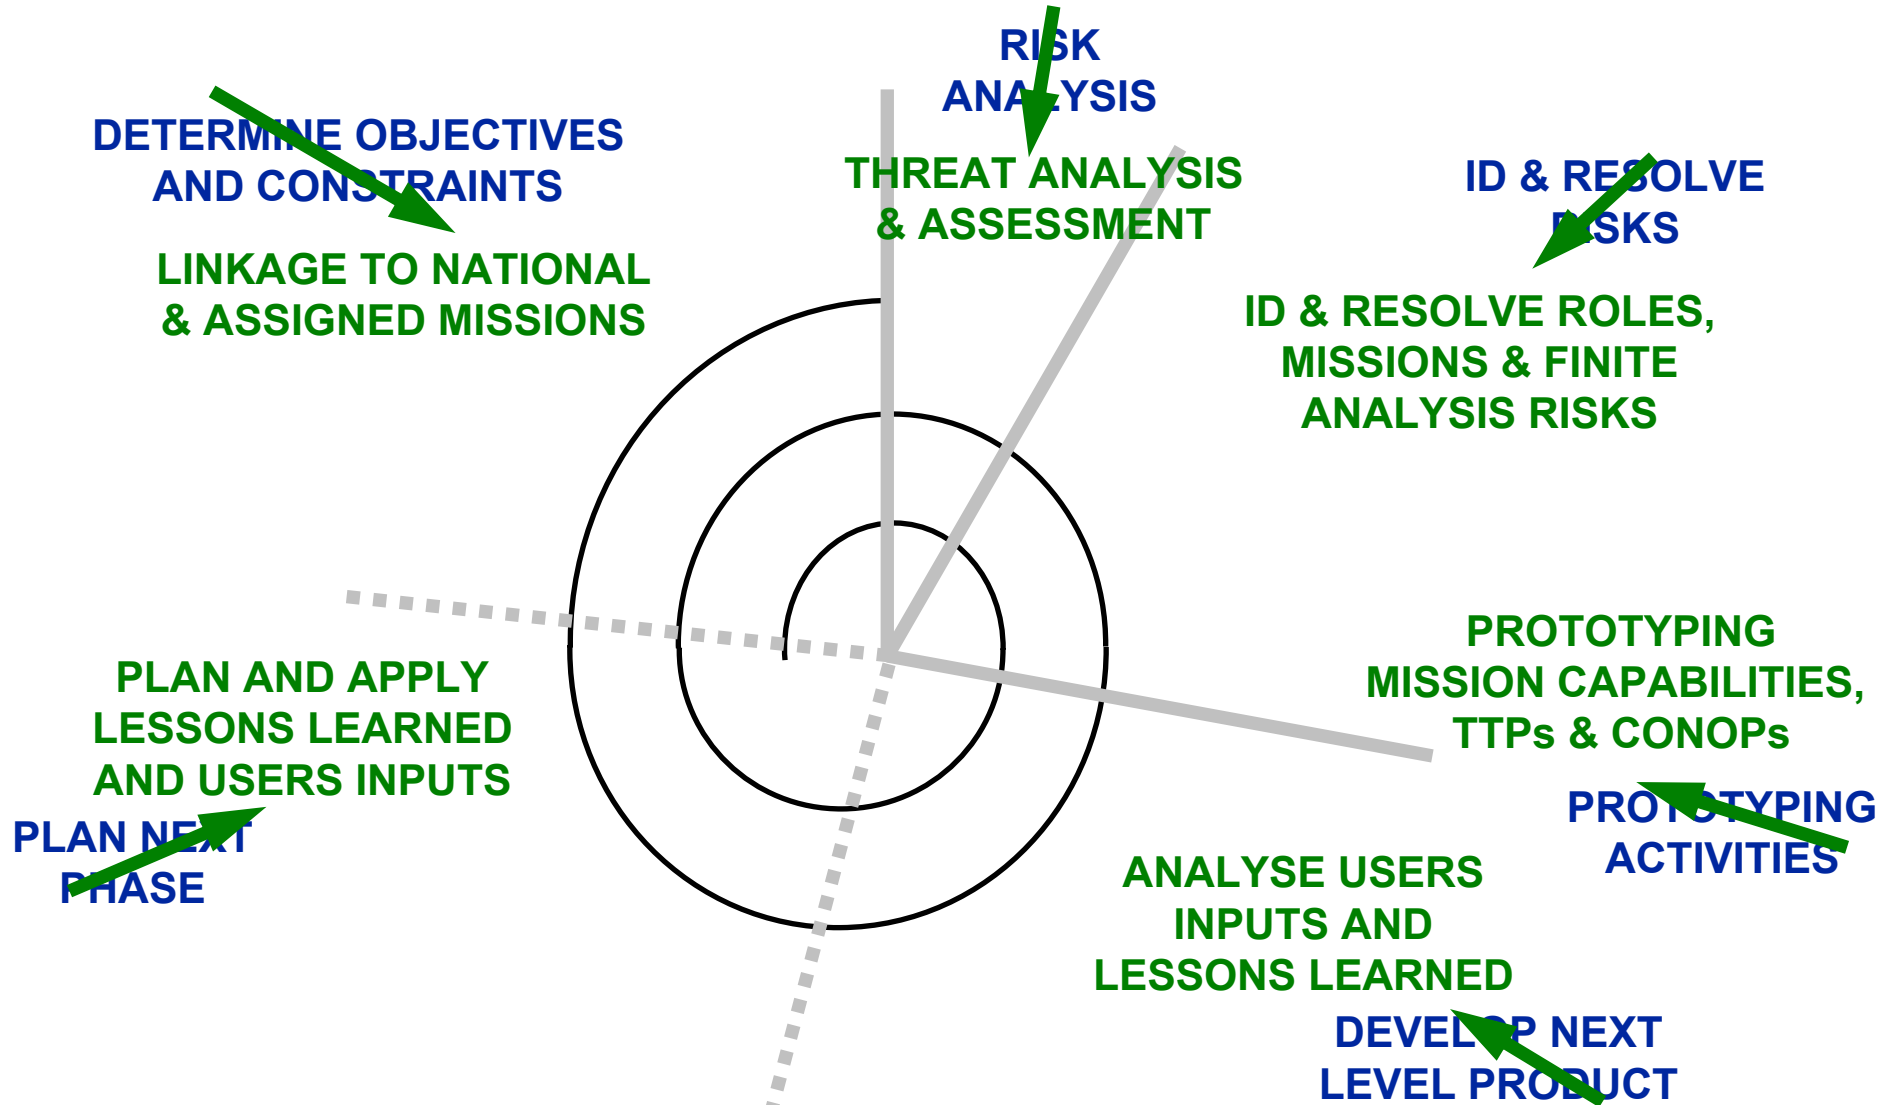 RISK
ANALYSIS
DETERMINE OBJECTIVES
AND CONSTRAINTS
THREAT ANALYSIS
& ASSESSMENT
ID & RESOLVE
RISKS
LINKAGE TO NATIONAL
& ASSIGNED MISSIONS
ID & RESOLVE ROLES,
MISSIONS & FINITE
ANALYSIS RISKS
PROTOTYPING
MISSION CAPABILITIES,
TTPs & CONOPs
PLAN AND APPLY
LESSONS LEARNED
AND USERS INPUTS
PROTOTYPING
ACTIVITIES
PLAN NEXT
PHASE
ANALYSE USERS
INPUTS AND
LESSONS LEARNED
DEVELOP NEXT
LEVEL PRODUCT